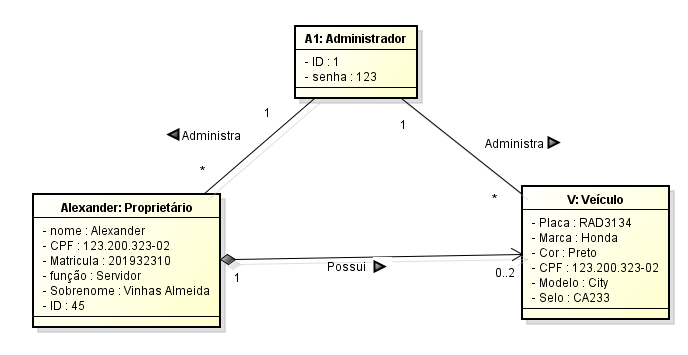 A1: Administrador
- ID : 1
- senha : 123
1
1
Administra
Administra
*
*
Alexander: Proprietário
- nome : Alexander
- CPF : 123.200.323-02
- Matricula : 201932310
- função : Servidor
- Sobrenome : Vinhas Almeida
- ID : 45
V: Veículo
- Placa : RAD3134
- Marca : Honda
- Cor : Preto
- CPF : 123.200.323-02
- Modelo : City
- Selo : CA233
1
Possui
0..2